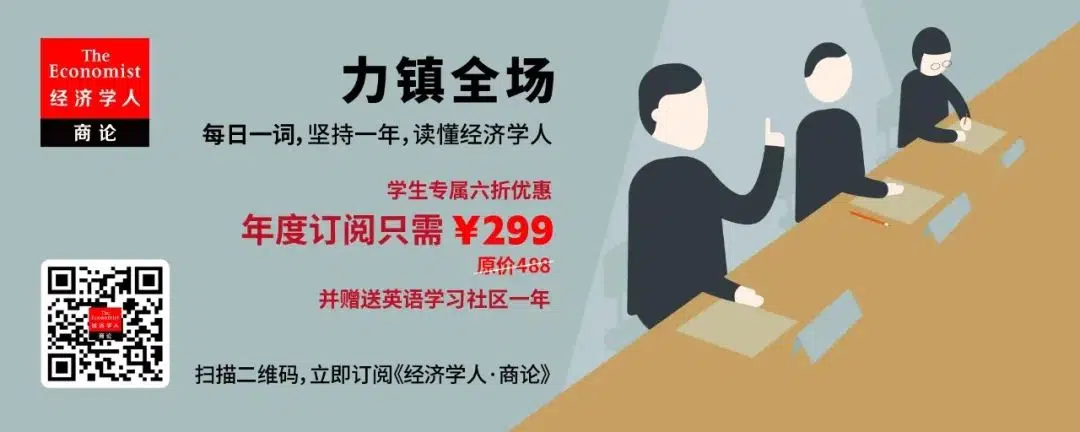 The
Economist
经济学人
商论
力镇全场
每日一词，坚持一年，读懂经济学人
学生专属六折优惠
年度订阅只需 ¥299
原价488
并赠送英语学习社区一年
The
Economist
经济学人
商论
扫描二维码，立即订阅《经济学人·商论》